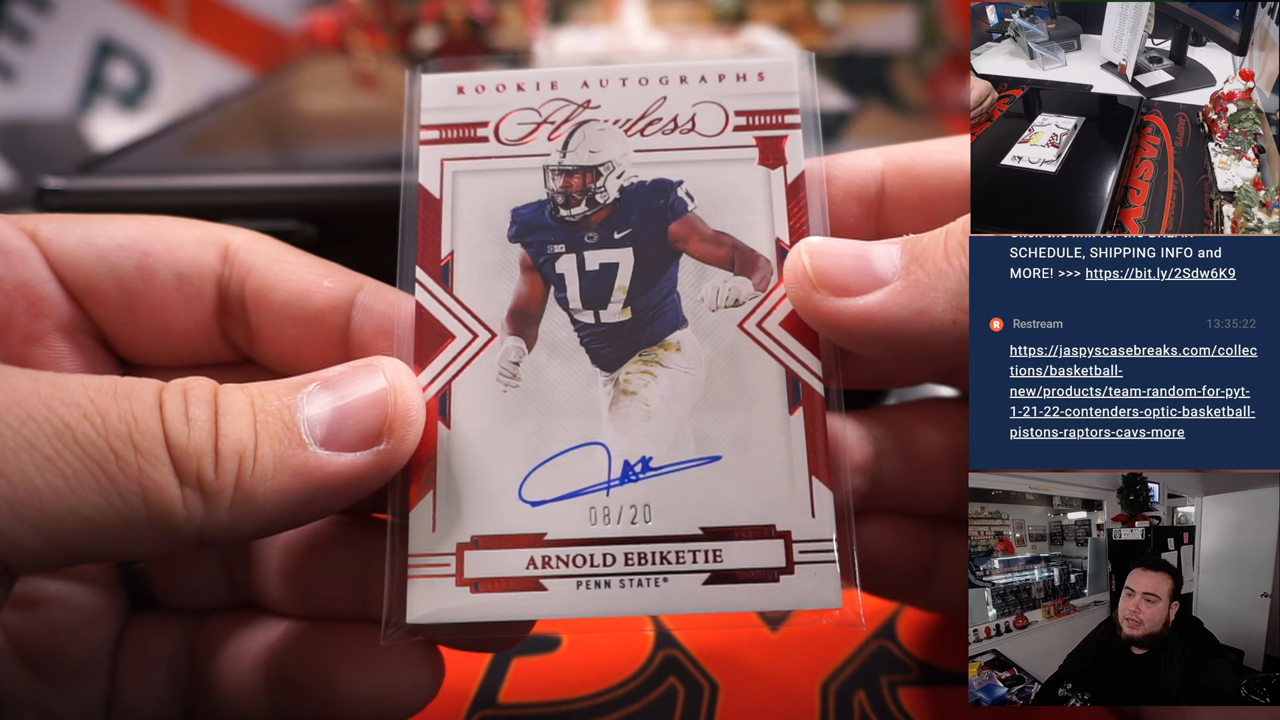 ROOKIE AUTOGRAPHS
Flawless
B1G
17
08/20
ARNOLD EBIKETIE
PENN STATE®
JASPY
SCHEDULE, SHIPPING INFO and
MORE! >>> https://bit.ly/2Sdw6K9
R Restream 13:35:22
https://jaspyscasebreaks.com/collec
tions/basketball-
new/products/team-random-for-pyt-
1-21-22-contenders-optic-basketball-
pistons-raptors-cavs-more